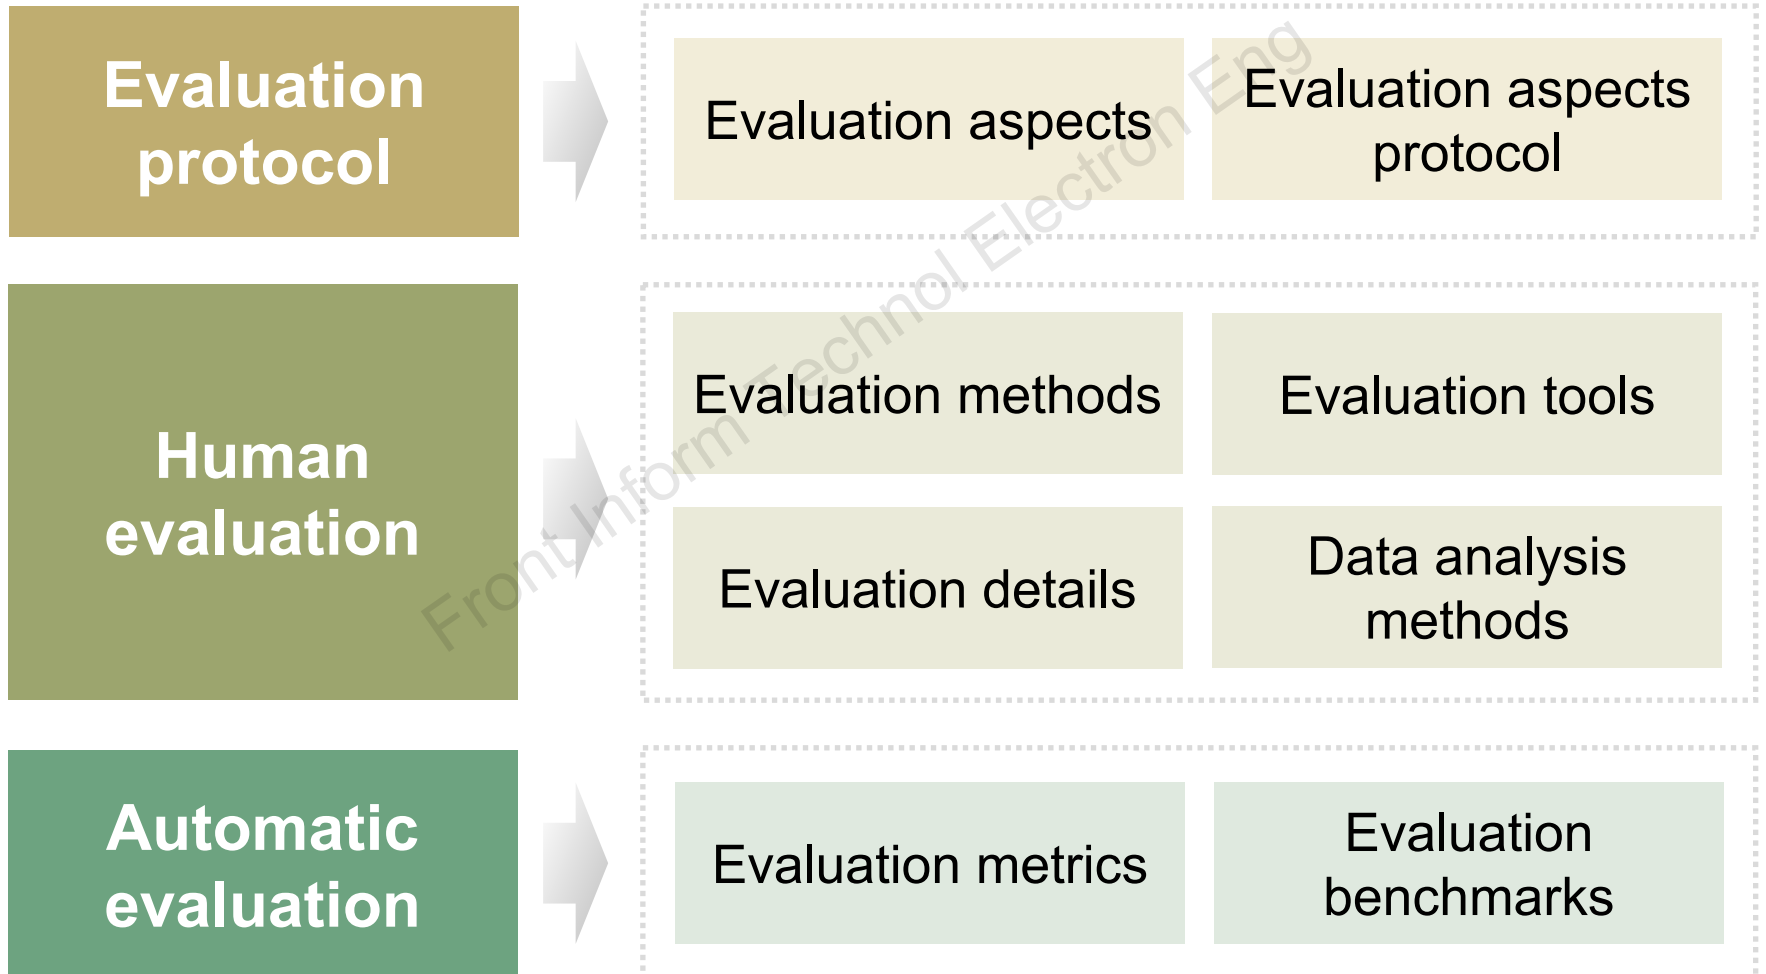 Evaluation
protocol
Evaluation aspects
Evaluation aspects
protocol
Human
evaluation
Evaluation methods
Evaluation tools
Evaluation details
Data analysis
methods
Automatic
evaluation
Evaluation metrics
Evaluation
benchmarks
Front Inform Technol Electron Eng